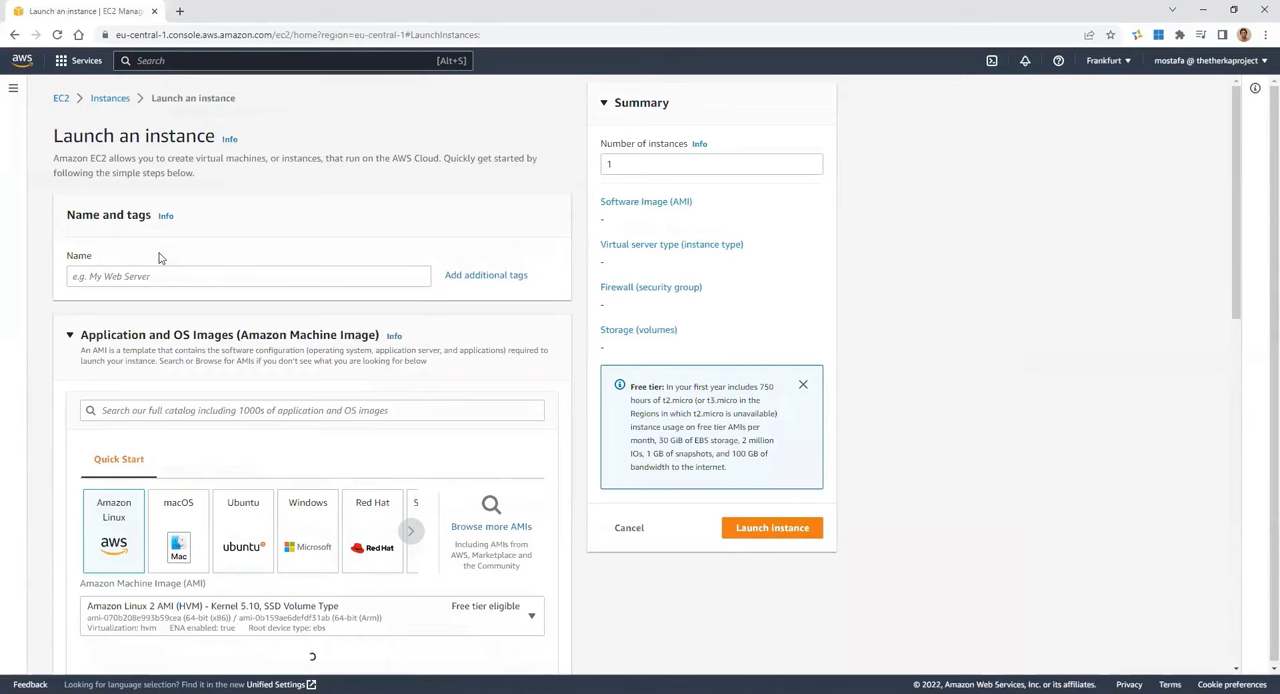 Launch an instance | EC2 Manag
eu-central-1.console.aws.amazon.com/ec2/home?region=eu-central-1#LaunchInstances:
aws
Services
Search
[Alt+S]
Frankfurt
mostafa @ thetherkaproject
EC2
Instances
Launch an instance
Launch an instance Info
Amazon EC2 allows you to create virtual machines, or instances, that run on the AWS Cloud. Quickly get started by
following the simple steps below.
Name and tags Info
Name
e.g. My Web Server
Add additional tags
Application and OS Images (Amazon Machine Image) Info
An AMI is a template that contains the software configuration (operating system, application server, and applications) required to
launch your instance. Search or Browse for AMIs if you don't see what you are looking for below
Search our full catalog including 1000s of application and OS images
Quick Start
Amazon
Linux
aws
macOS
Mac
Ubuntu
ubuntu
Windows
Microsoft
Red Hat
Red Hat
S
Browse more AMIs
Including AMIs from
AWS, Marketplace and
the Community
Amazon Machine Image (AMI)
Amazon Linux 2 AMI (HVM) - Kernel 5.10, SSD Volume Type
Free tier eligible
ami-070b208e993b59cea (64-bit (x86)) / ami-0b159ae6defdf31ab (64-bit (Arm))
Virtualization: hvm ENA enabled: true Root device type: ebs
Summary
Number of instances Info
1
Software Image (AMI)
-
Virtual server type (instance type)
-
Firewall (security group)
-
Storage (volumes)
-
Free tier: In your first year includes 750
hours of t2.micro (or t3.micro in the
Regions in which t2.micro is unavailable)
instance usage on free tier AMIs per
month, 30 GiB of EBS storage, 2 million
IOs, 1 GB of snapshots, and 100 GB of
bandwidth to the internet.
Cancel
Launch instance
Feedback
Looking for language selection? Find it in the new Unified Settings
© 2022, Amazon Web Services, Inc. or its affiliates.
Privacy
Terms
Cookie preferences